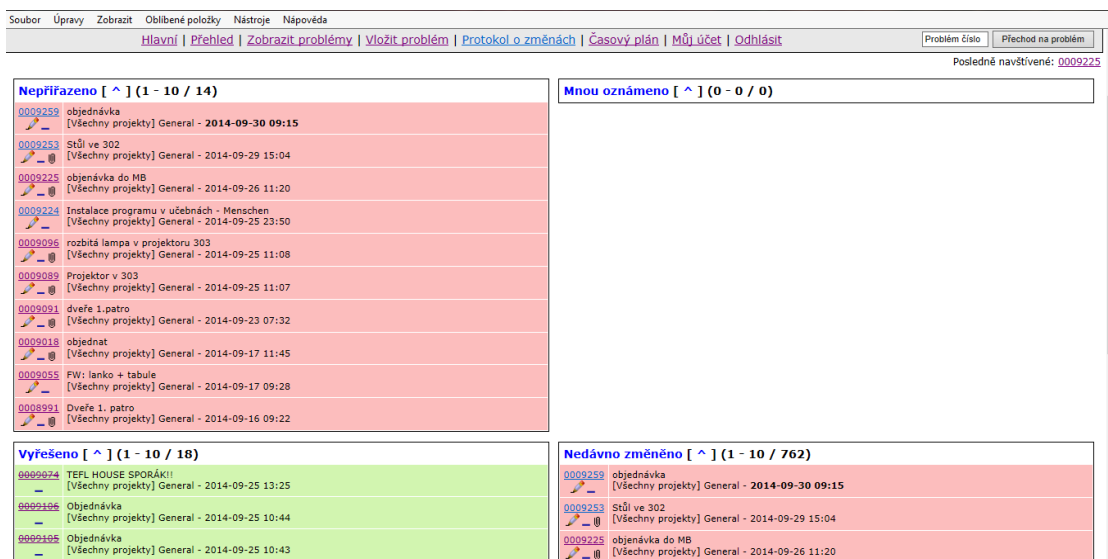 Soubor Úpravy Zobrazit Oblíbené položky Nástroje Nápověda
Hlavní | Přehled | Zobrazit problémy | Vložit problém | Protokol o změnách | Časový plán | Můj účet | Odhlásit Problém číslo Přechod na problém
Posledně navštívené: 0009225
Nepřiřazeno [ ^ ] (1 - 10 / 14)
0009259 objednávka
[Všechny projekty] General - 2014-09-30 09:15
0009253 Stůl ve 302
[Všechny projekty] General - 2014-09-29 15:04
0009225 objenávka do MB
[Všechny projekty] General - 2014-09-26 11:20
0009224 Instalace programu v učebnách - Menschen
[Všechny projekty] General - 2014-09-25 23:50
0009096 rozbitá lampa v projektoru 303
[Všechny projekty] General - 2014-09-25 11:08
0009089 Projektor v 303
[Všechny projekty] General - 2014-09-25 11:07
0009091 dveře 1.patro
[Všechny projekty] General - 2014-09-23 07:32
0009018 objednat
[Všechny projekty] General - 2014-09-17 11:45
0009055 FW: lanko + tabule
[Všechny projekty] General - 2014-09-17 09:28
0008991 Dveře 1. patro
[Všechny projekty] General - 2014-09-16 09:22
Mnou oznámeno [ ^ ] (0 - 0 / 0)
Vyřešeno [ ^ ] (1 - 10 / 18)
0009074 TEFL HOUSE SPORÁK!!
[Všechny projekty] General - 2014-09-25 13:25
0009106 Objednávka
[Všechny projekty] General - 2014-09-25 10:44
0009105 Objednávka
[Všechny projekty] General - 2014-09-25 10:43
Nedávno změněno [ ^ ] (1 - 10 / 762)
0009259 objednávka
[Všechny projekty] General - 2014-09-30 09:15
0009253 Stůl ve 302
[Všechny projekty] General - 2014-09-29 15:04
0009225 objenávka do MB
[Všechny projekty] General - 2014-09-26 11:20